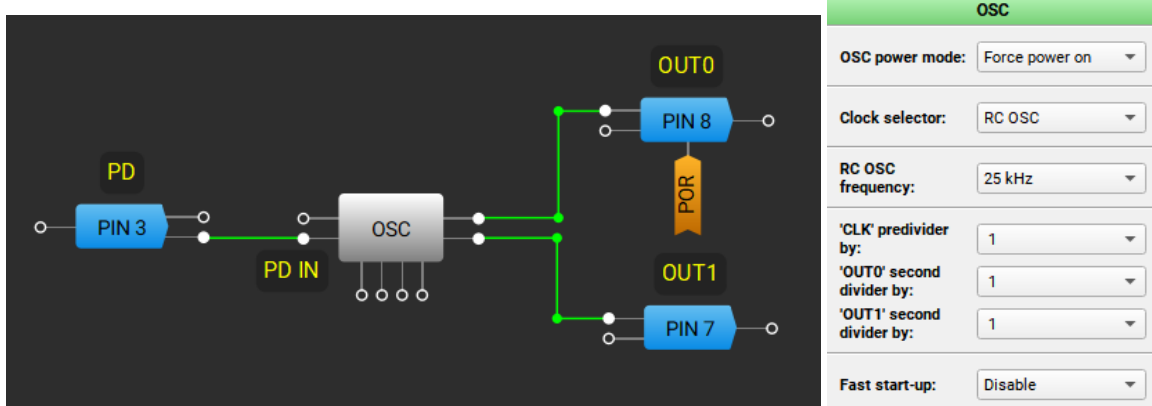 OUT0
PIN 8
POR
PD
PIN 3
OSC
PD IN
OUT1
PIN 7
OSC
OSC power mode: Force power on
Clock selector: RC OSC
RC OSC
frequency: 25 kHz
'CLK' predivider
by: 1
'OUT0' second
divider by: 1
'OUT1' second
divider by: 1
Fast start-up: Disable